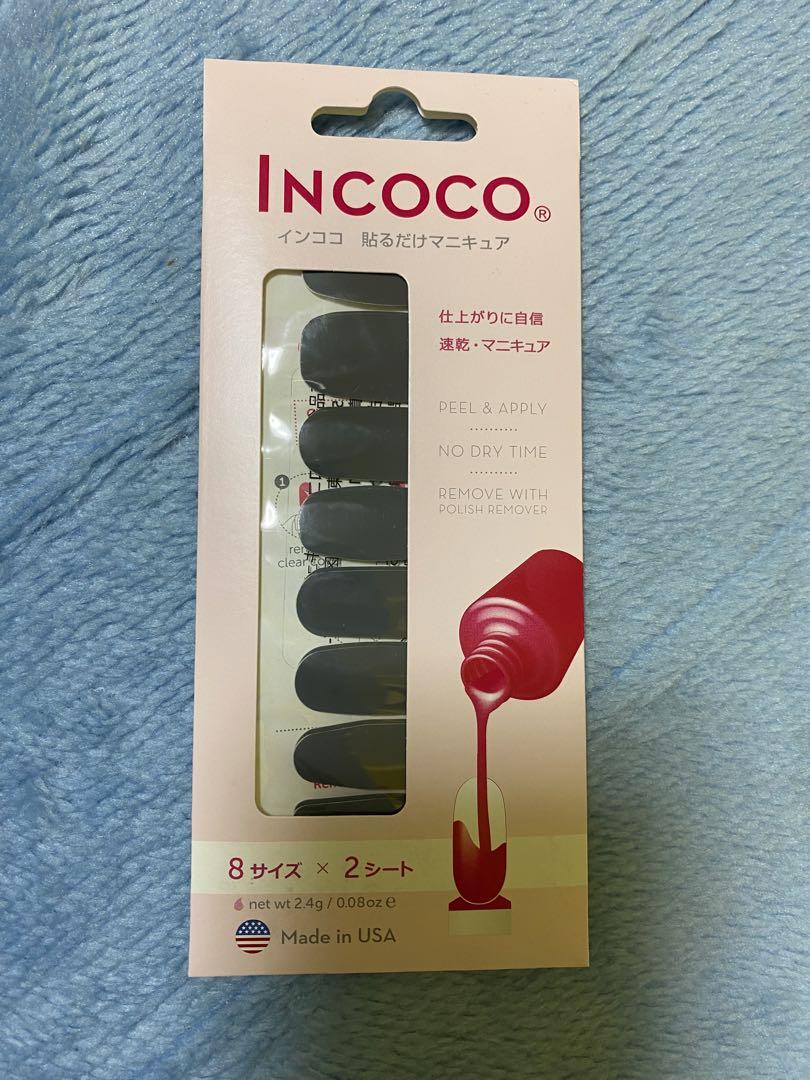 INCOCO®
インココ 貼るだけマニキュア
仕上がりに自信
速乾・マニキュア
PEEL & APPLY
NO DRY TIME
REMOVE WITH
POLISH REMOVER
1
clear
8サイズ × 2シート
net wt 2.4g / 0.08oz ℮
Made in USA